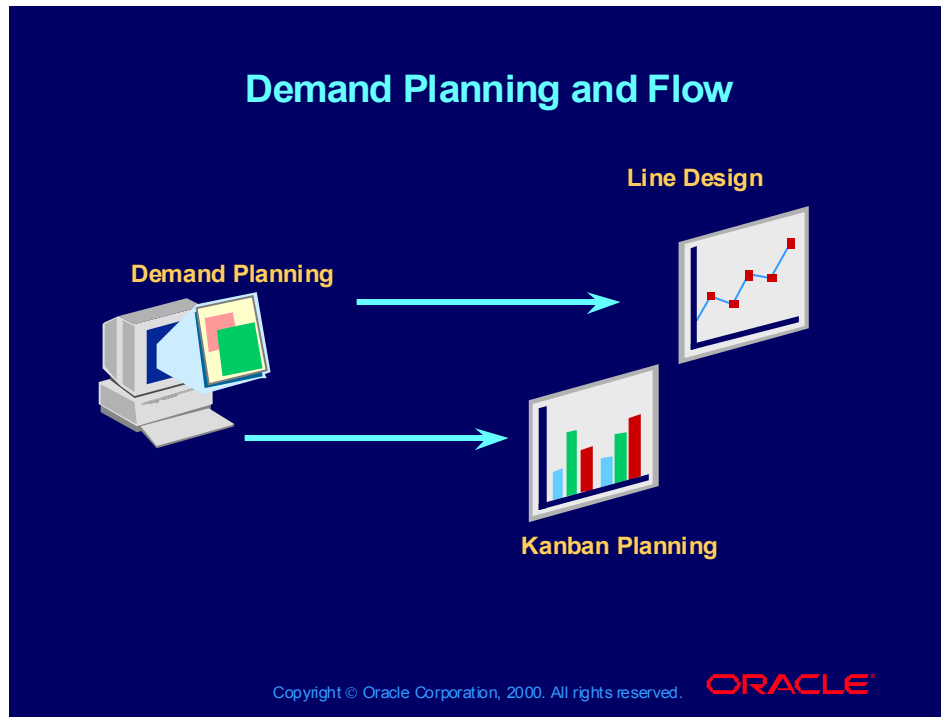 Demand Planning and Flow
Line Design
Demand Planning
Kanban Planning
Copyright © Oracle Corporation, 2000. All rights reserved.
ORACLE®